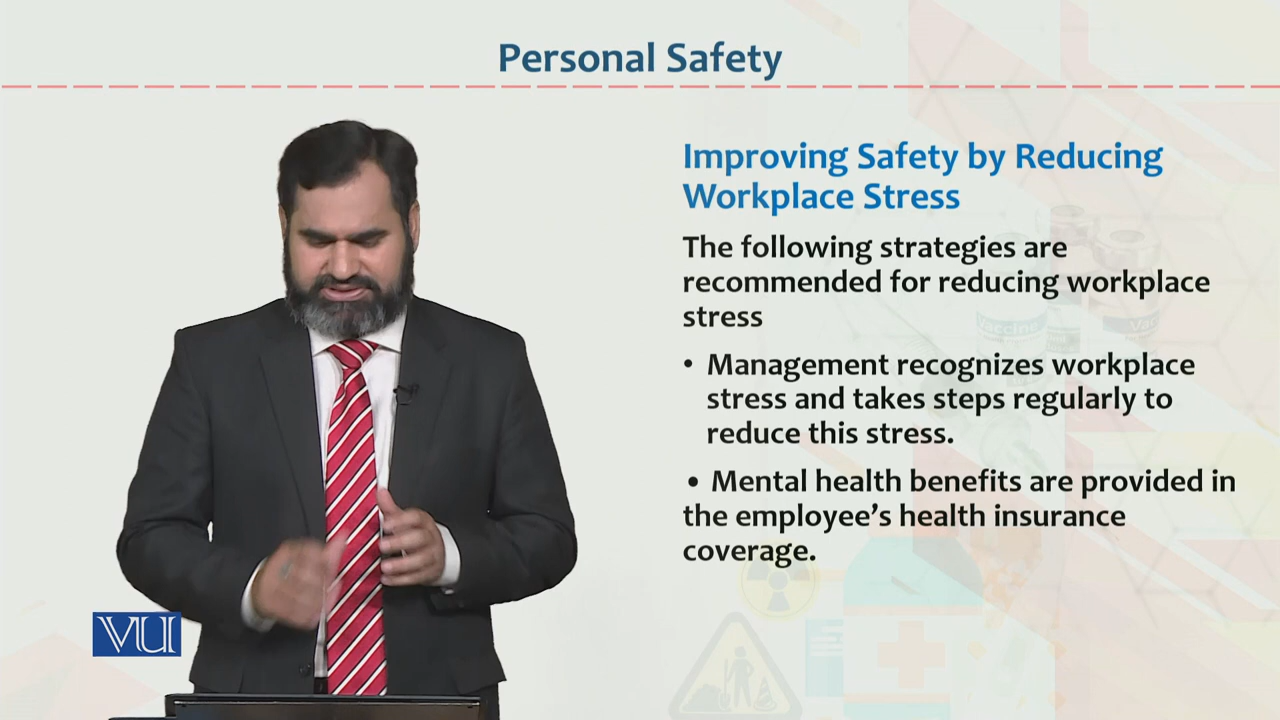 Personal Safety
Improving Safety by Reducing
Workplace Stress
The following strategies are
recommended for reducing workplace
stress
• Management recognizes workplace
stress and takes steps regularly to
reduce this stress.
• Mental health benefits are provided in
the employee’s health insurance
coverage.
Vaccine
VU